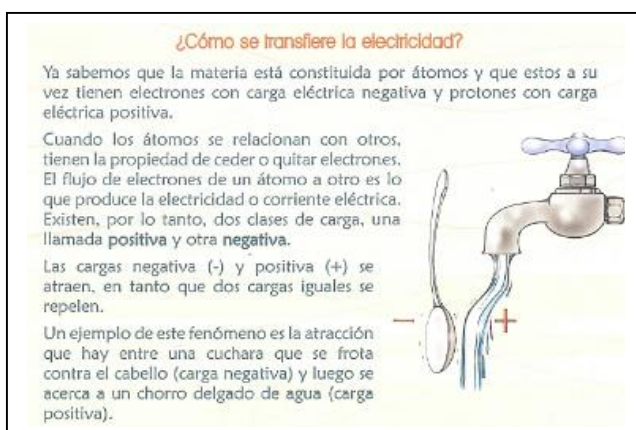 ¿Cómo se transfiere la electricidad?
Ya sabemos que la materia está constituida por átomos y que estos a su
vez tienen electrones con carga eléctrica negativa y protones con carga
eléctrica positiva.
Cuando los átomos se relacionan con otros,
tienen la propiedad de ceder o quitar electrones.
El flujo de electrones de un átomo a otro es lo
que produce la electricidad o corriente eléctrica.
Existen, por lo tanto, dos clases de carga, una
llamada positiva y otra negativa.
Las cargas negativa (-) y positiva (+) se
atraen, en tanto que dos cargas iguales se
repelen.
Un ejemplo de este fenómeno es la atracción
que hay entre una cuchara que se frota
contra el cabello (carga negativa) y luego se
acerca a un chorro delgado de agua (carga
positiva).
− +